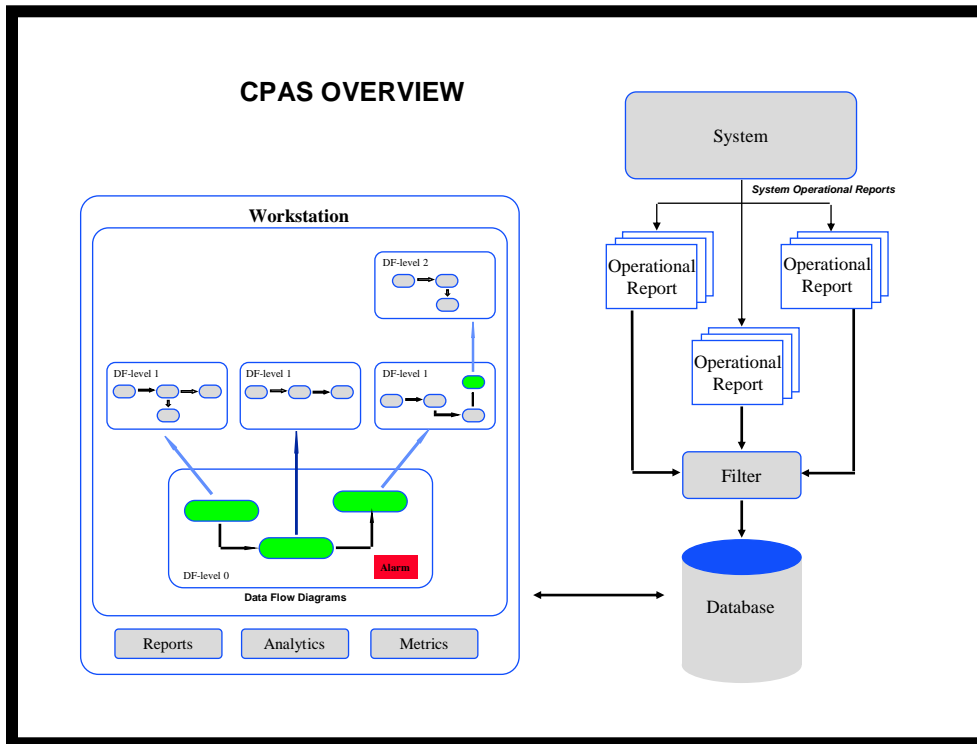 CPAS OVERVIEW
System
System Operational Reports
Workstation
DF-level 2
Operational
Report
Operational
Report
Operational
Report
DF-level 1
DF-level 1
DF-level 1
Filter
Alarm
DF-level 0
Data Flow Diagrams
Database
Reports
Analytics
Metrics